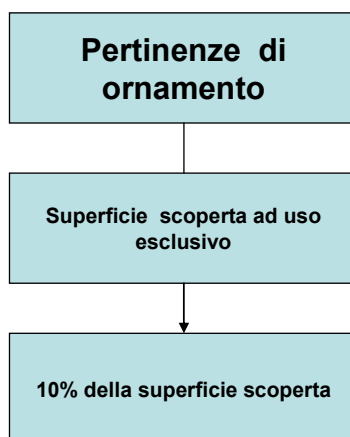 Pertinenze di
ornamento
Superficie scoperta ad uso
esclusivo
10% della superficie scoperta